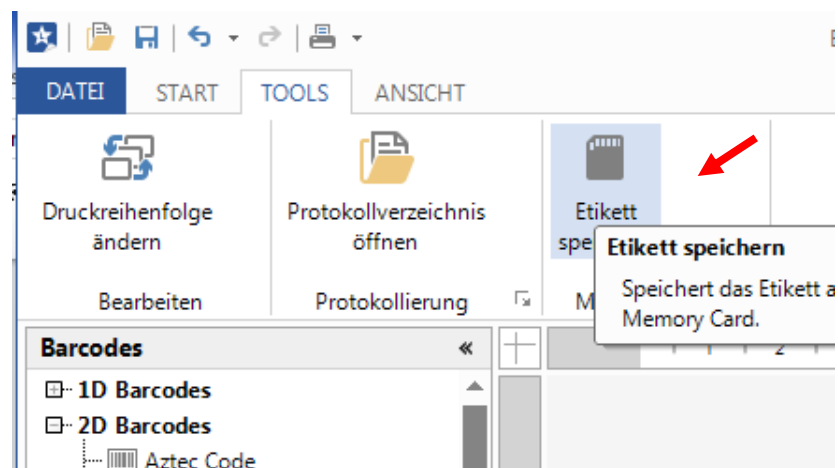 DATEI START TOOLS ANSICHT
Druckreihenfolge
ändern
Protokollverzeichnis
öffnen
Etikett
Bearbeiten
Protokollierung
Etikett speichern
Speichert das Etikett a
Memory Card.
Barcodes
1D Barcodes
2D Barcodes
Aztec Code
2